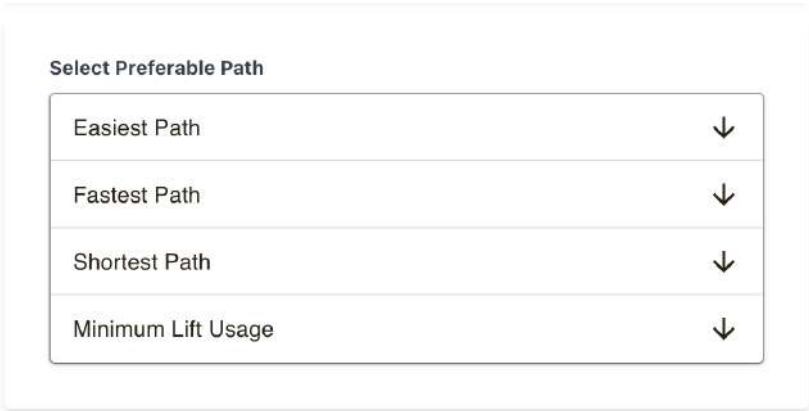 Select Preferable Path
Easiest Path
Fastest Path
Shortest Path
Minimum Lift Usage